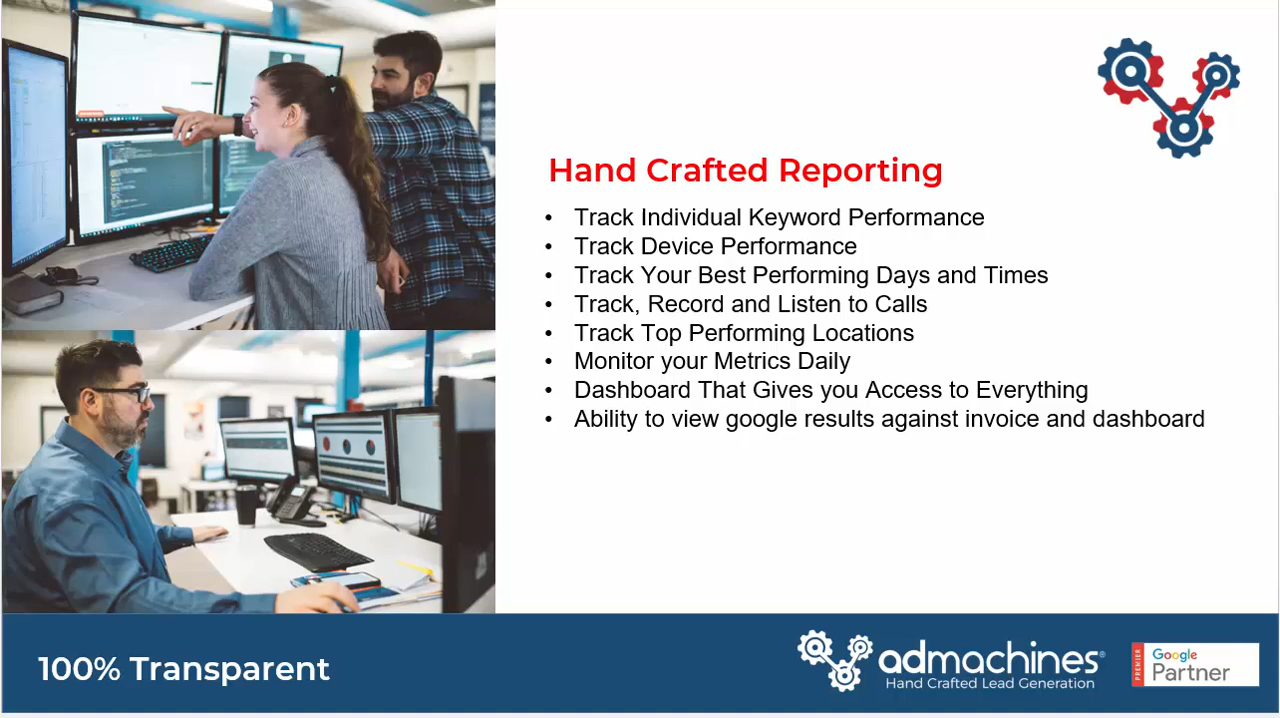 Hand Crafted Reporting
• Track Individual Keyword Performance
• Track Device Performance
• Track Your Best Performing Days and Times
• Track, Record and Listen to Calls
• Track Top Performing Locations
• Monitor your Metrics Daily
• Dashboard That Gives you Access to Everything
• Ability to view google results against invoice and dashboard
100% Transparent
admachines®
Hand Crafted Lead Generation
PREMIER
Google
Partner